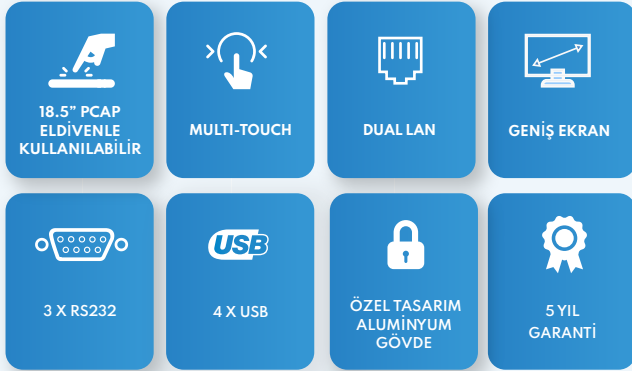 18.5” PCAP
ELDİVENLE
KULLANILABİLİR
MULTI-TOUCH
DUAL LAN
GENİŞ EKRAN
3 X RS232
USB
4 X USB
ÖZEL TASARIM
ALUMİNYUM
GÖVDE
5 YIL
GARANTİ